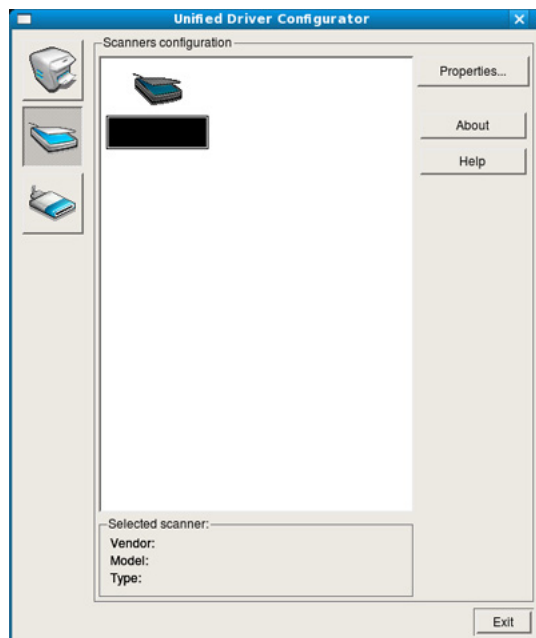 Unified Driver Configurator
Scanners configuration
Properties...
About
Help
Selected scanner:
Vendor:
Model:
Type:
Exit